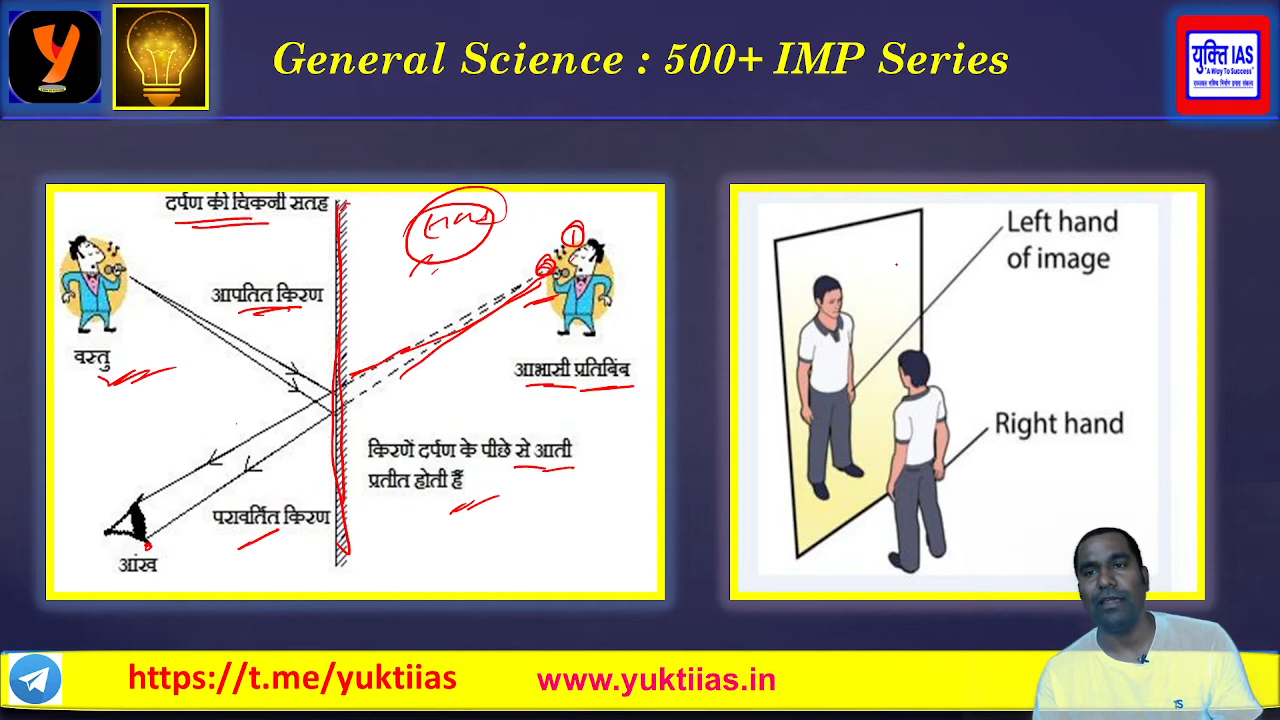 General Science : 500+ IMP Series
युक्ति IAS
"A Way To Success"
दर्पण की चिकनी सतह
आपतित किरण
वस्तु
आभासी प्रतिबिंब
किरणें दर्पण के पीछे से आती
प्रतीत होती हैं
परावर्तित किरण
आंख
Left hand
of image
Right hand
https://t.me/yuktiias
www.yuktiias.in